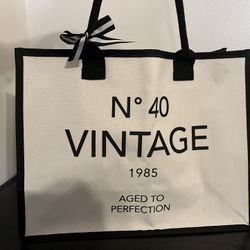 N° 40
VINTAGE
1985
AGED TO
PERFECTION